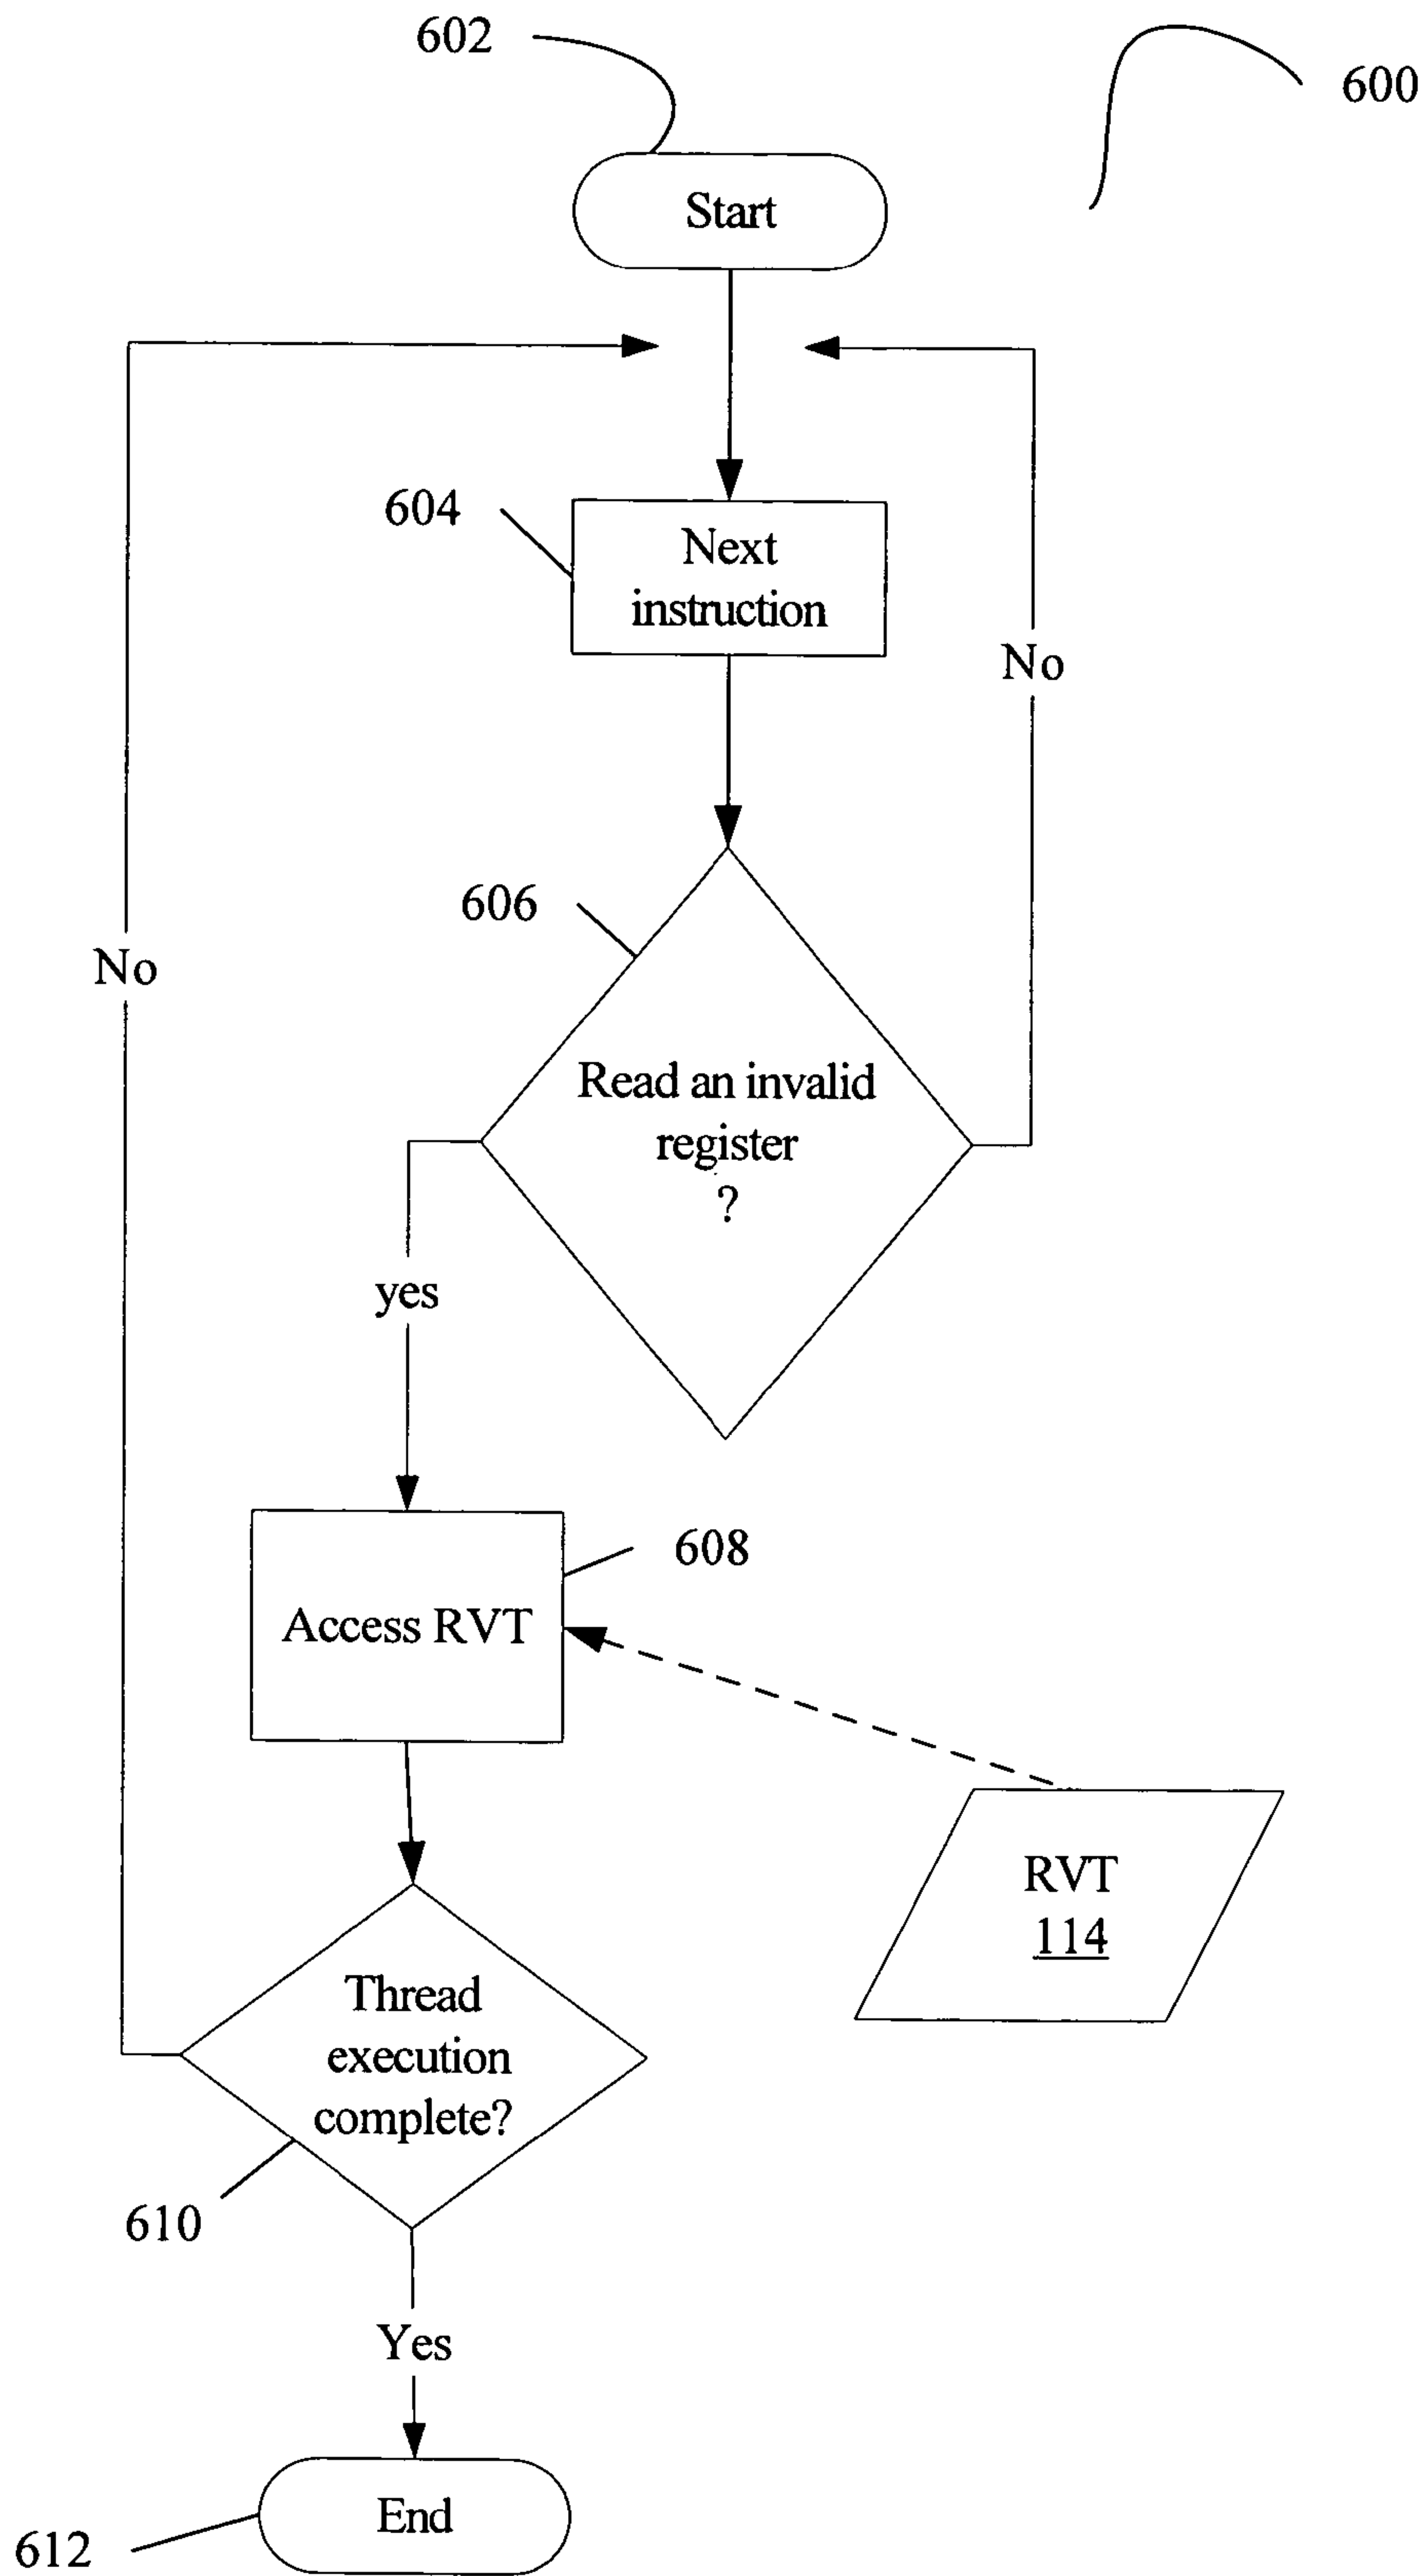 602
600
Start
604
Next
instruction
No
606
No
Read an invalid
register
?
yes
608
Access RVT
RVT
114
Thread
execution
complete?
610
Yes
End
612